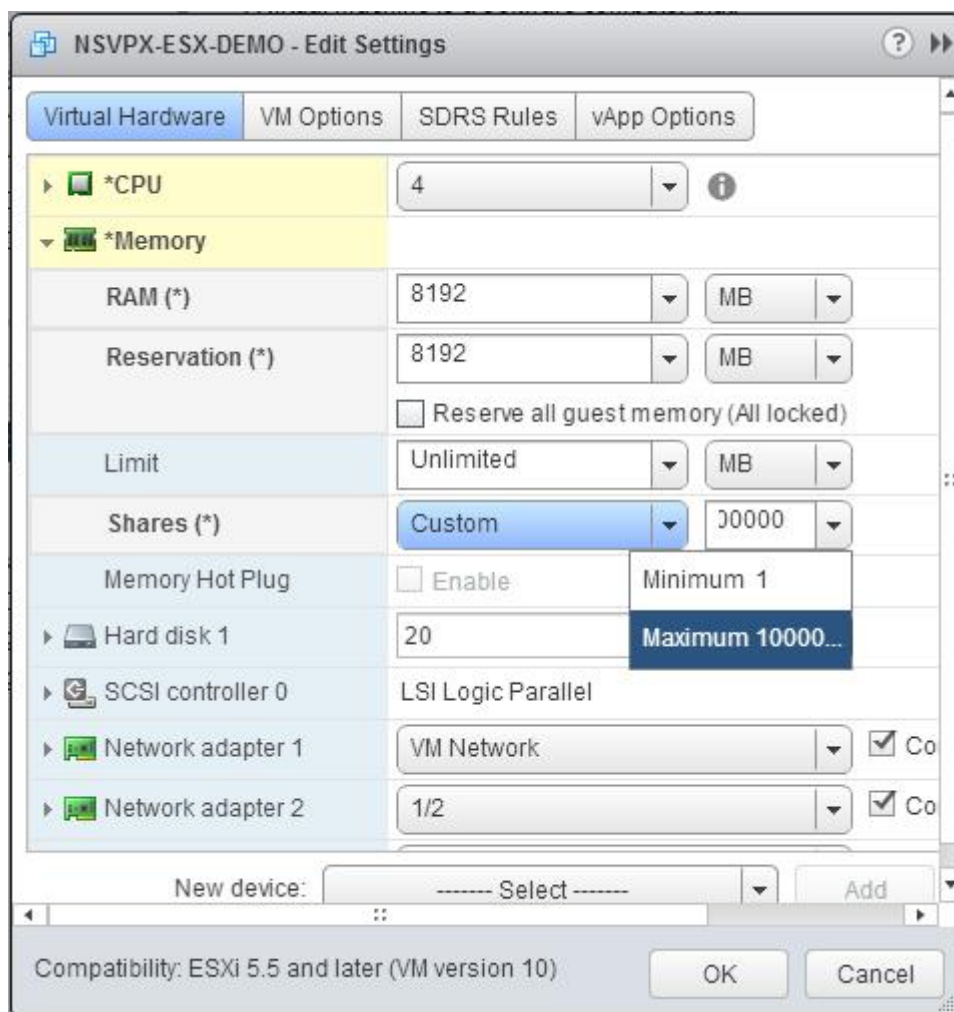 NSVPX-ESX-DEMO - Edit Settings ?
Virtual Hardware VM Options SDRS Rules vApp Options
*CPU 4
*Memory
RAM (*) 8192 MB
Reservation (*) 8192 MB
Reserve all guest memory (All locked)
Limit Unlimited MB
Shares (*) Custom 00000
Memory Hot Plug Enable Minimum 1
Hard disk 1 20 Maximum 10000...
SCSI controller 0 LSI Logic Parallel
Network adapter 1 VM Network Co
Network adapter 2 1/2 Co
New device: ------- Select ------- Add
Compatibility: ESXi 5.5 and later (VM version 10) OK Cancel